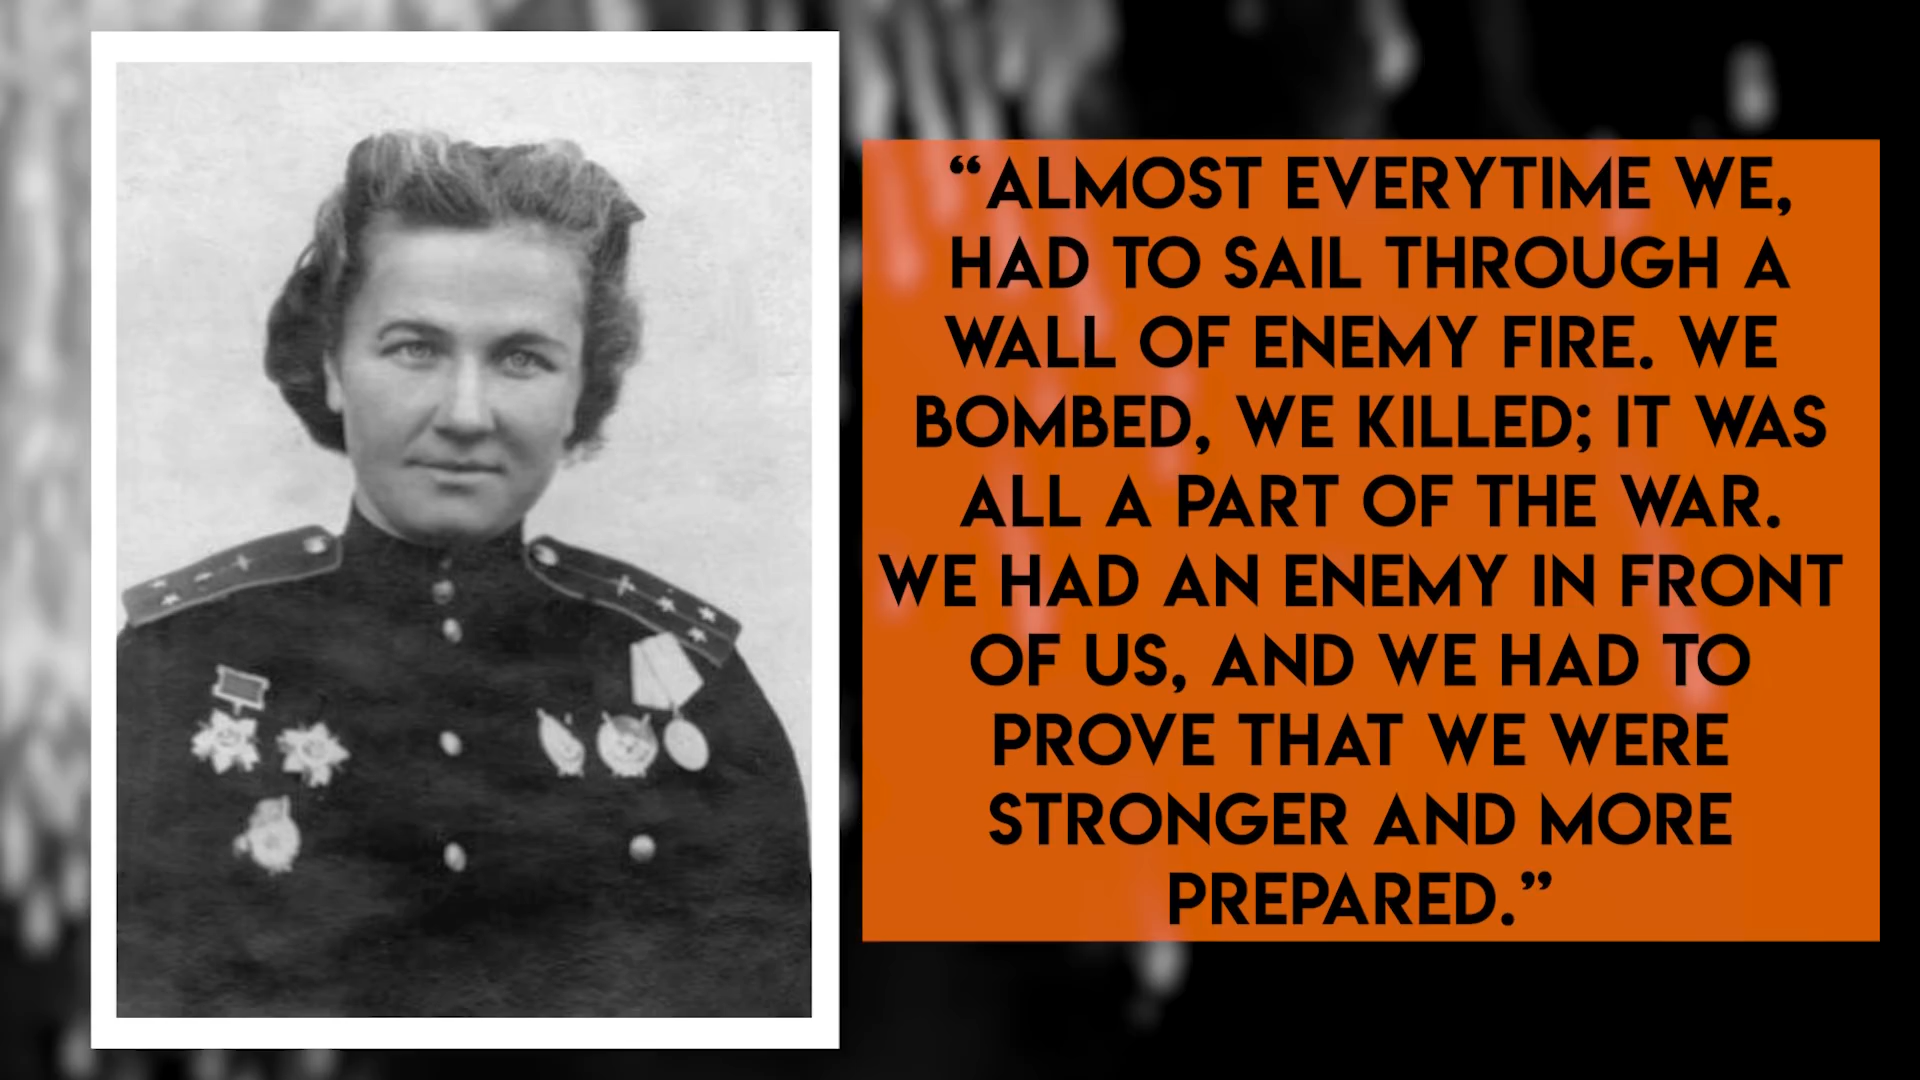 “ALMOST EVERYTIME WE,
HAD TO SAIL THROUGH A
WALL OF ENEMY FIRE. WE
BOMBED, WE KILLED; IT WAS
ALL A PART OF THE WAR.
WE HAD AN ENEMY IN FRONT
OF US, AND WE HAD TO
PROVE THAT WE WERE
STRONGER AND MORE
PREPARED.”